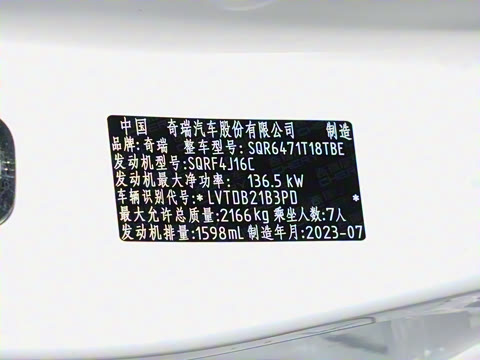 中国 奇瑞汽车股份有限公司 制造
品牌:奇瑞 整车型号:SQR6471T18TBE
发动机型号:SQRF4J16C
发动机最大净功率: 136.5 kW
车辆识别代号:*LVTDB21B3PD *
最大允许总质量:2166kg 乘坐人数:7人
发动机排量:1598mL 制造年月:2023-07